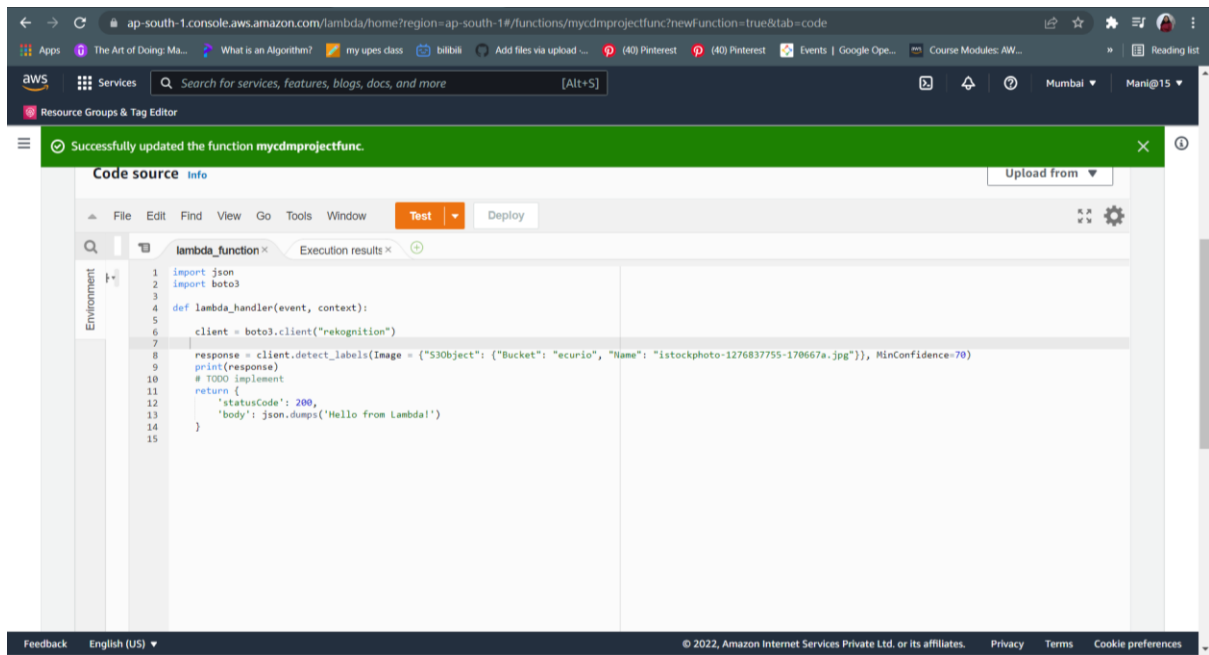 ap-south-1.console.aws.amazon.com/lambda/home?region=ap-south-1#/functions/mycdmprojectfunc?newFunction=true&tab=code
Apps The Art of Doing: Ma... What is an Algorithm? my upes class bilibili Add files via upload -... (40) Pinterest (40) Pinterest Events | Google Ope... Course Modules: AW... » Reading list
aws Services Search for services, features, blogs, docs, and more [Alt+S] Mumbai ▼ Mani@15 ▼
Resource Groups & Tag Editor
Successfully updated the function mycdmprojectfunc.
Code source Info Upload from ▼
File Edit Find View Go Tools Window Test Deploy
lambda_function × Execution results ×
Environment
1 import json
2 import boto3
3
4 def lambda_handler(event, context):
5
6 client = boto3.client("rekognition")
7
8 response = client.detect_labels(Image = {"S3Object": {"Bucket": "ecurio", "Name": "istockphoto-1276837755-170667a.jpg"}}, MinConfidence=70)
9 print(response)
10 # TODO implement
11 return {
12 'statusCode': 200,
13 'body': json.dumps('Hello from Lambda!')
14 }
15
Feedback English (US) ▼ © 2022, Amazon Internet Services Private Ltd. or its affiliates. Privacy Terms Cookie preferences